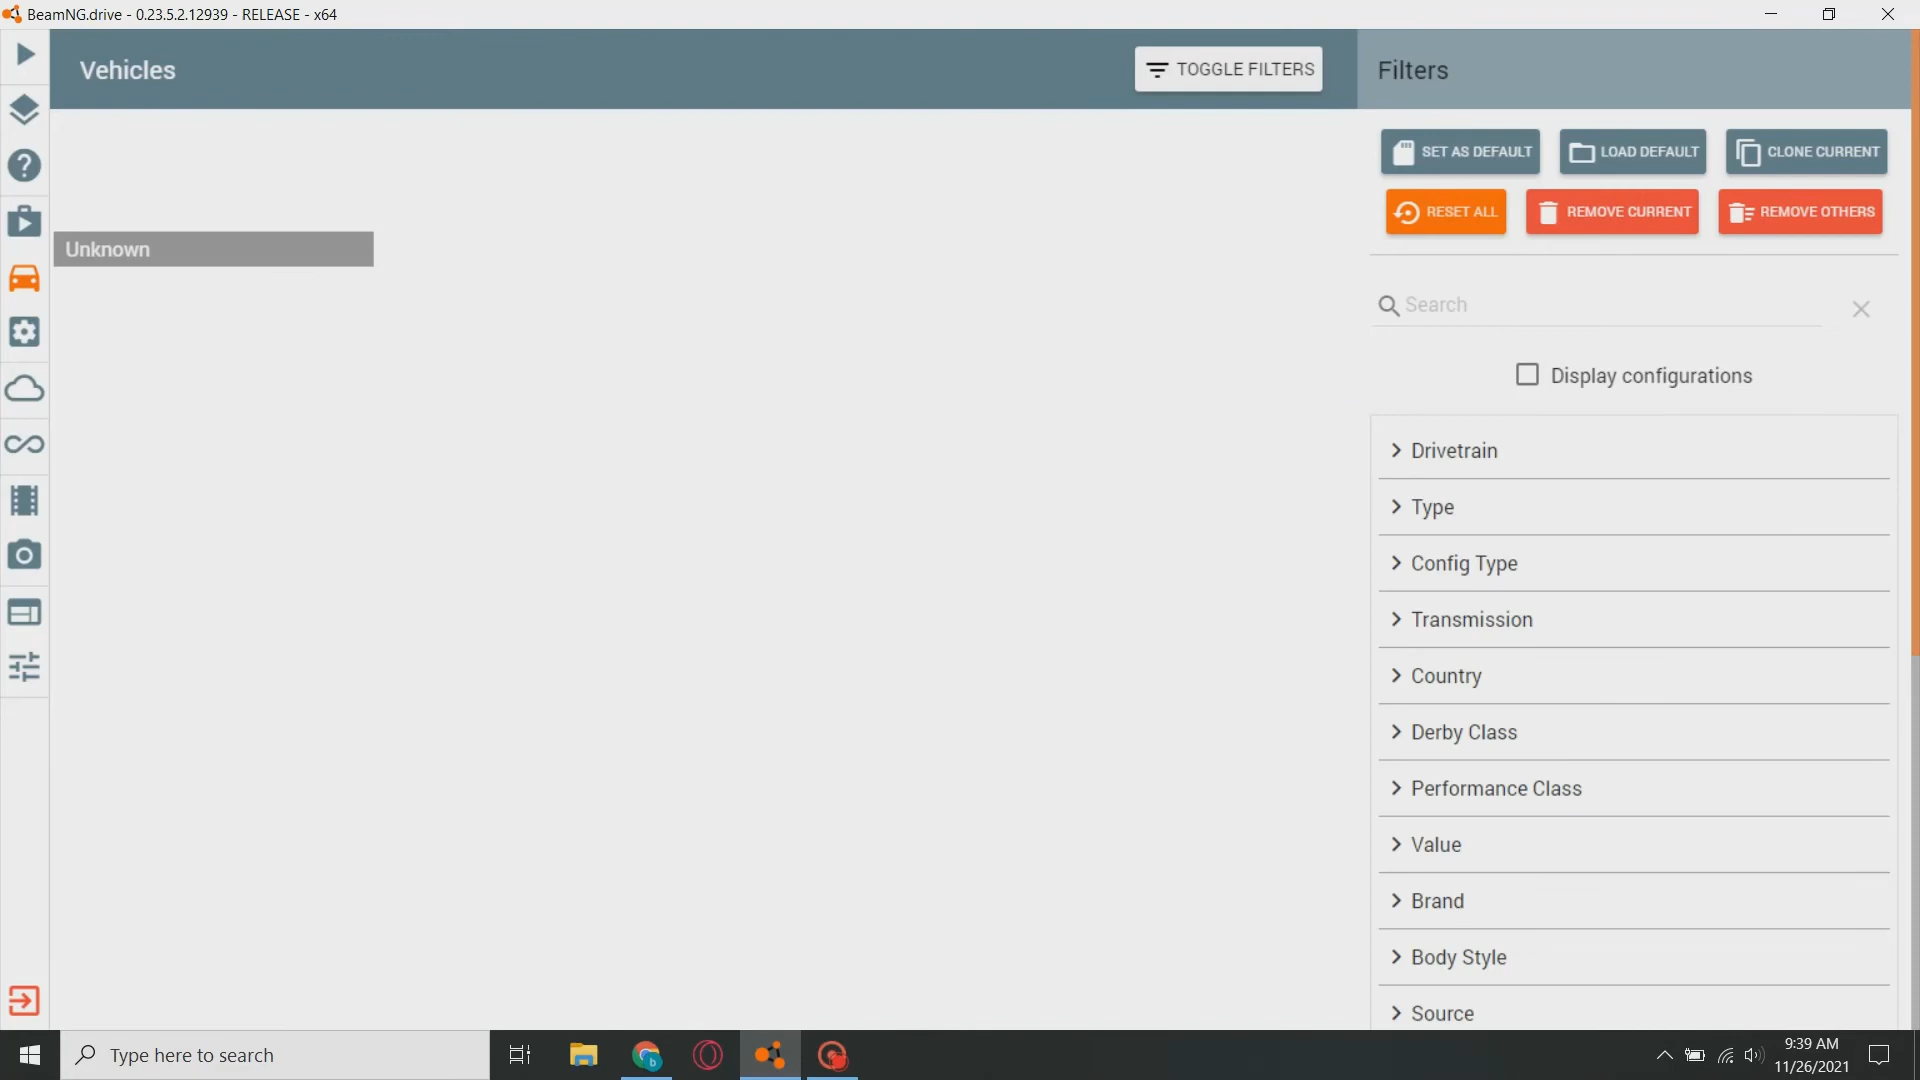 BeamNG.drive - 0.23.5.2.12939 - RELEASE - x64
Vehicles
TOGGLE FILTERS
Filters
SET AS DEFAULT
LOAD DEFAULT
CLONE CURRENT
RESET ALL
REMOVE CURRENT
REMOVE OTHERS
Unknown
Search
Display configurations
Drivetrain
Type
Config Type
Transmission
Country
Derby Class
Performance Class
Value
Brand
Body Style
Source
Type here to search
b
9:39 AM
11/26/2021